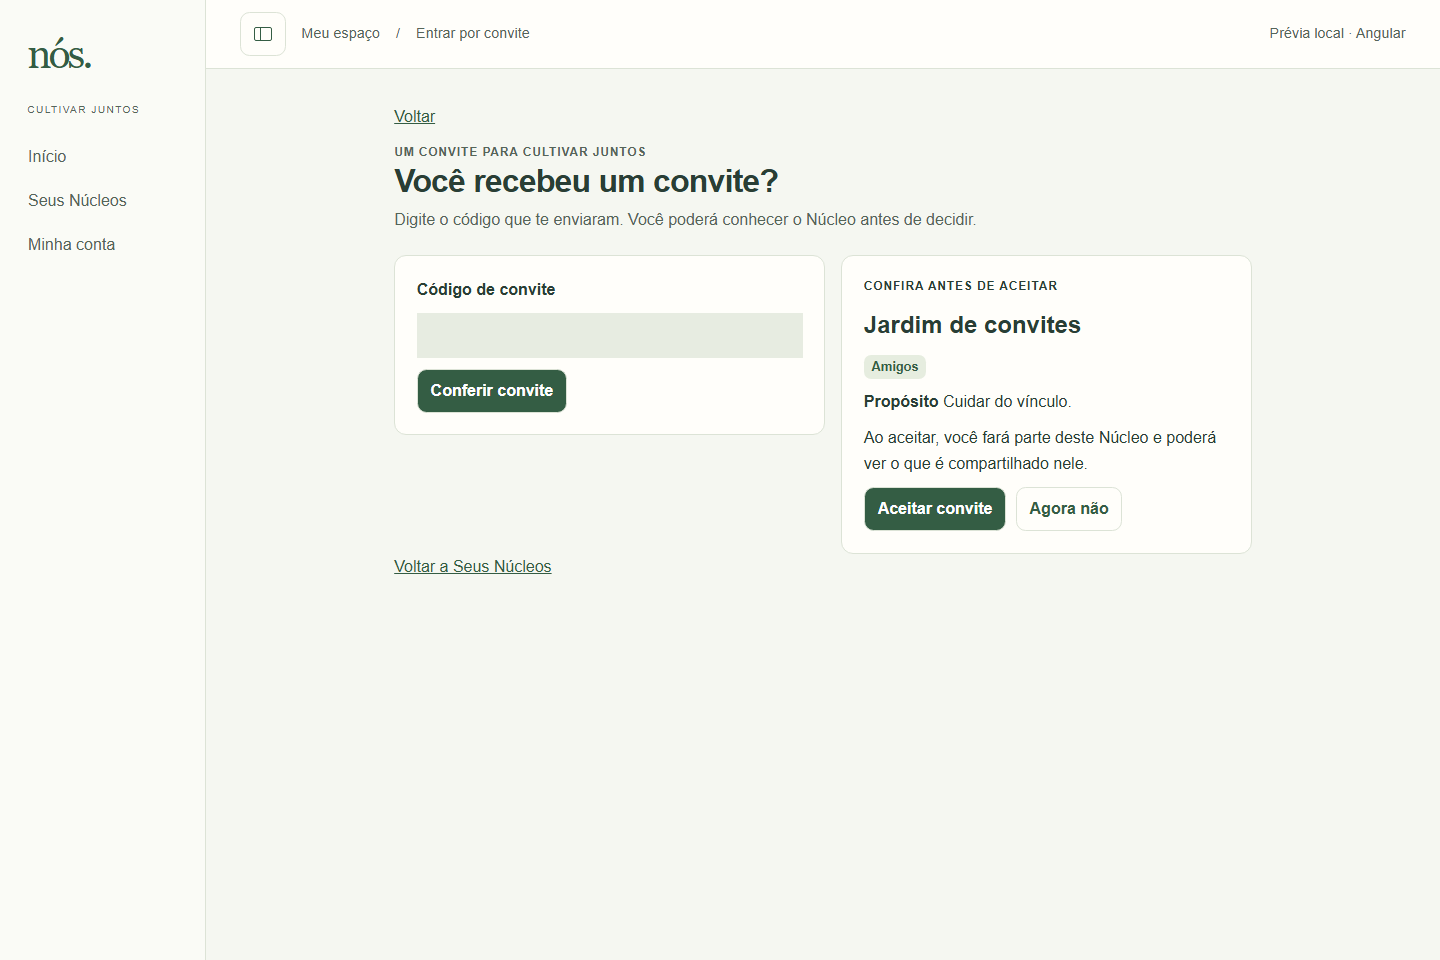 nós.
CULTIVAR JUNTOS
Início
Seus Núcleos
Minha conta
Meu espaço / Entrar por convite
Prévia local · Angular
Voltar
UM CONVITE PARA CULTIVAR JUNTOS
Você recebeu um convite?
Digite o código que te enviaram. Você poderá conhecer o Núcleo antes de decidir.
Código de convite
Conferir convite
CONFIRA ANTES DE ACEITAR
Jardim de convites
Amigos
Propósito Cuidar do vínculo.
Ao aceitar, você fará parte deste Núcleo e poderá
ver o que é compartilhado nele.
Aceitar convite
Agora não
Voltar a Seus Núcleos